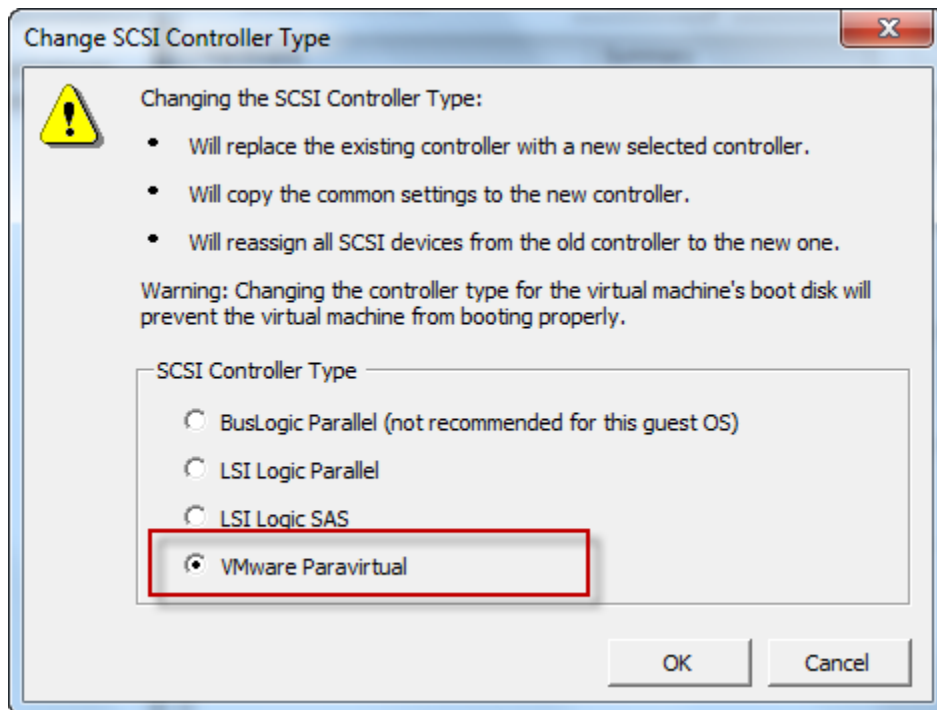 Change SCSI Controller Type
Changing the SCSI Controller Type:
• Will replace the existing controller with a new selected controller.
• Will copy the common settings to the new controller.
• Will reassign all SCSI devices from the old controller to the new one.
Warning: Changing the controller type for the virtual machine's boot disk will
prevent the virtual machine from booting properly.
SCSI Controller Type
BusLogic Parallel (not recommended for this guest OS)
LSI Logic Parallel
LSI Logic SAS
VMware Paravirtual
OK Cancel